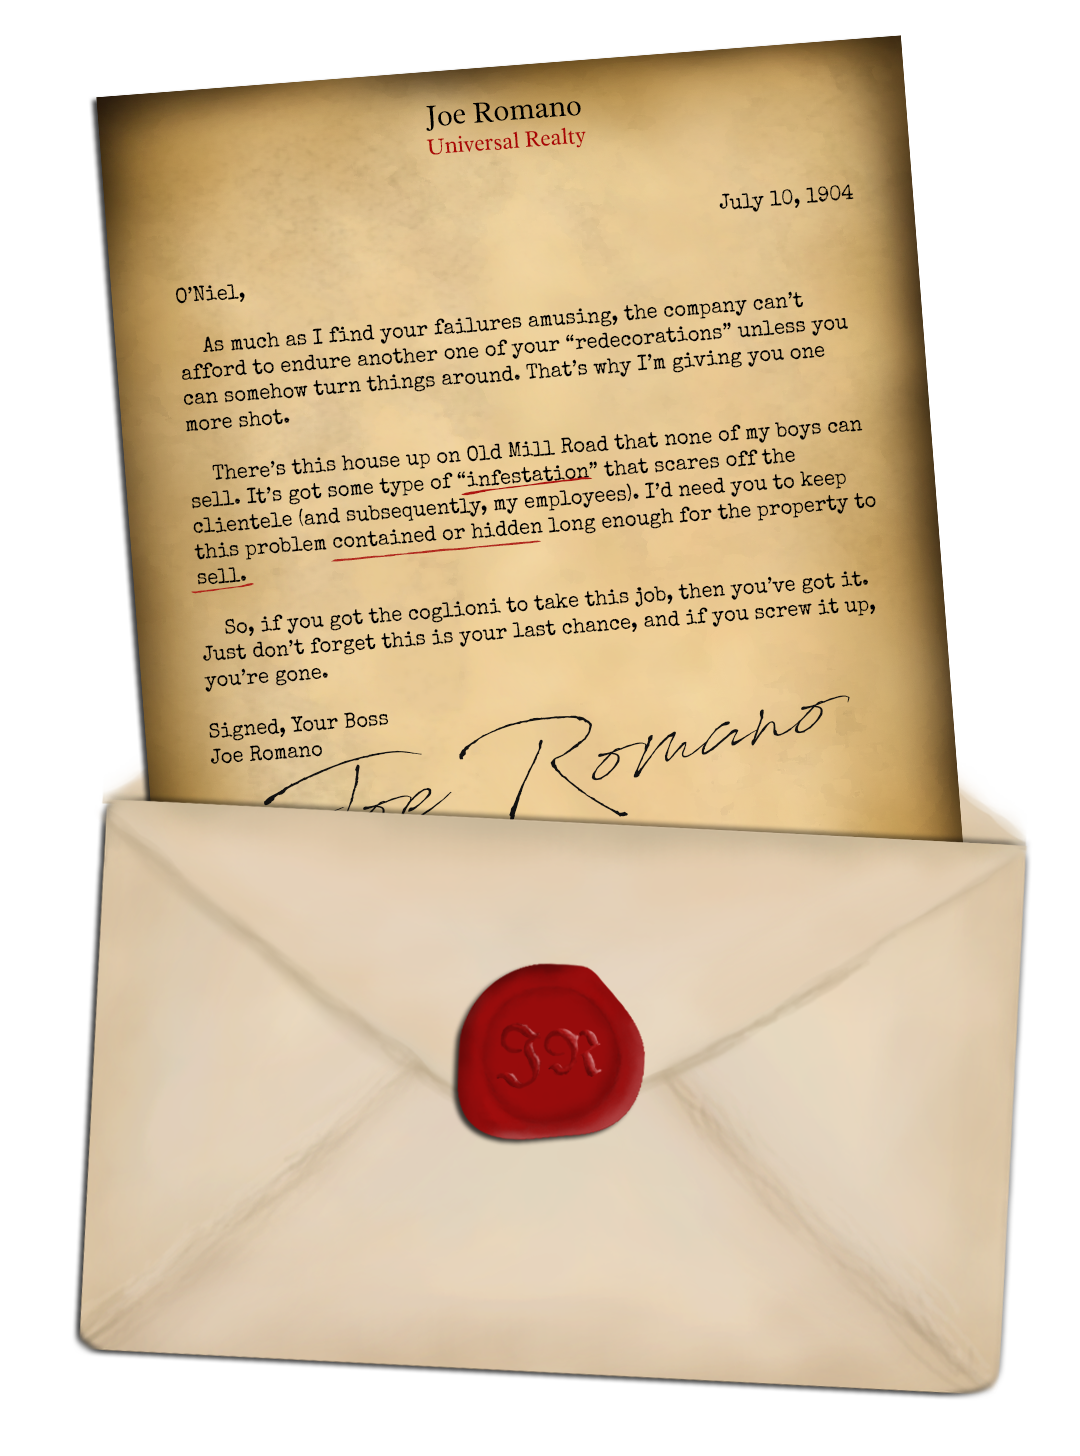 Joe Romano
Universal Realty
July 10, 1904
O’Niel,
As much as I find your failures amusing, the company can’t
afford to endure another one of your “redecorations” unless you
can somehow turn things around. That’s why I’m giving you one
more shot.
There’s this house up on Old Mill Road that none of my boys can
sell. It’s got some type of “infestation” that scares off the
clientele (and subsequently, my employees). I’d need you to keep
this problem contained or hidden long enough for the property to
sell.
So, if you got the coglioni to take this job, then you’ve got it.
Just don’t forget this is your last chance, and if you screw it up,
you’re gone.
Signed, Your Boss
Joe Romano
Joe Romano
JR